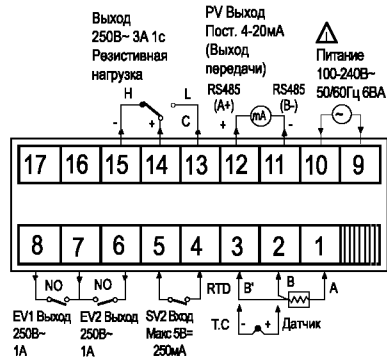 Выход
250В~ 3А 1с
Резистивная
нагрузка
PV Выход
Пост. 4-20мА
(Выход
передачи)
Питание
100-240В~
50/60Гц 6ВА
H
L
C
-
+
RS485
(A+)
+
mA
RS485
(B-)
-
~
17 16 15 14 13 12 11 10 9
8 7 6 5 4 3 2 1
NO
NO
EV1 Выход
250В~
1А
EV2 Выход
250В~
1А
SV2 Вход
Макс 5В=
250мА
RTD
B'
B
A
T.C
-
+
Датчик